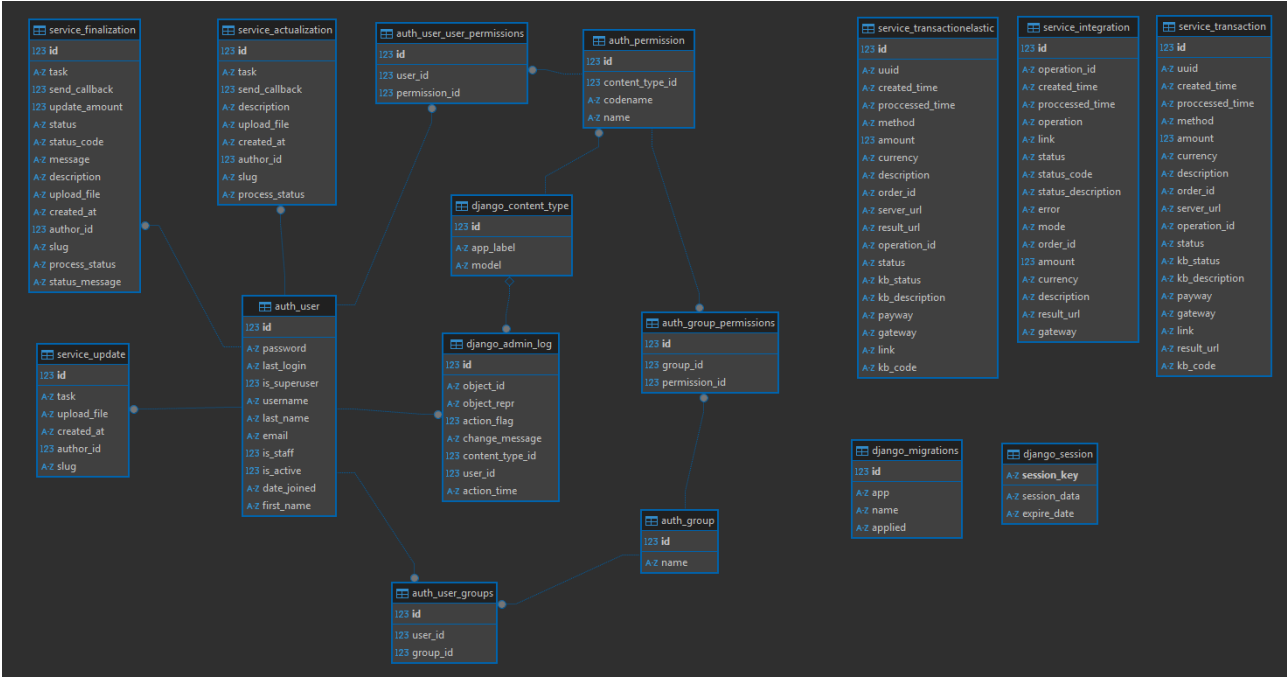 service_finalization
123 id
A-Z task
123 send_callback
123 update_amount
A-Z status
A-Z status_code
A-Z message
A-Z description
A-Z upload_file
A-Z created_at
123 author_id
A-Z slug
A-Z process_status
A-Z status_message
service_actualization
123 id
A-Z task
123 send_callback
A-Z description
A-Z upload_file
A-Z created_at
123 author_id
A-Z slug
A-Z process_status
auth_user_user_permissions
123 id
123 user_id
123 permission_id
auth_permission
123 id
123 content_type_id
A-Z codename
A-Z name
service_transactionelastic
123 id
A-Z uuid
A-Z created_time
A-Z proccessed_time
A-Z method
123 amount
A-Z currency
A-Z description
A-Z order_id
A-Z server_url
A-Z result_url
A-Z operation_id
A-Z status
A-Z kb_status
A-Z kb_description
A-Z payway
A-Z gateway
A-Z link
A-Z kb_code
service_integration
123 id
A-Z operation_id
A-Z created_time
A-Z proccessed_time
A-Z operation
A-Z link
A-Z status
A-Z status_code
A-Z status_description
A-Z error
A-Z mode
A-Z order_id
123 amount
A-Z currency
A-Z description
A-Z result_url
A-Z gateway
service_transaction
123 id
A-Z uuid
A-Z created_time
A-Z proccessed_time
A-Z method
123 amount
A-Z currency
A-Z description
A-Z order_id
A-Z server_url
A-Z operation_id
A-Z status
A-Z kb_status
A-Z kb_description
A-Z payway
A-Z gateway
A-Z link
A-Z result_url
A-Z kb_code
django_content_type
123 id
A-Z app_label
A-Z model
auth_user
123 id
A-Z password
A-Z last_login
123 is_superuser
A-Z username
A-Z last_name
A-Z email
123 is_staff
123 is_active
A-Z date_joined
A-Z first_name
service_update
123 id
A-Z task
A-Z upload_file
A-Z created_at
123 author_id
A-Z slug
django_admin_log
123 id
A-Z object_id
A-Z object_repr
123 action_flag
A-Z change_message
123 content_type_id
123 user_id
A-Z action_time
auth_group_permissions
123 id
123 group_id
123 permission_id
django_migrations
123 id
A-Z app
A-Z name
A-Z applied
django_session
A-Z session_key
A-Z session_data
A-Z expire_date
auth_group
123 id
A-Z name
auth_user_groups
123 id
123 user_id
123 group_id